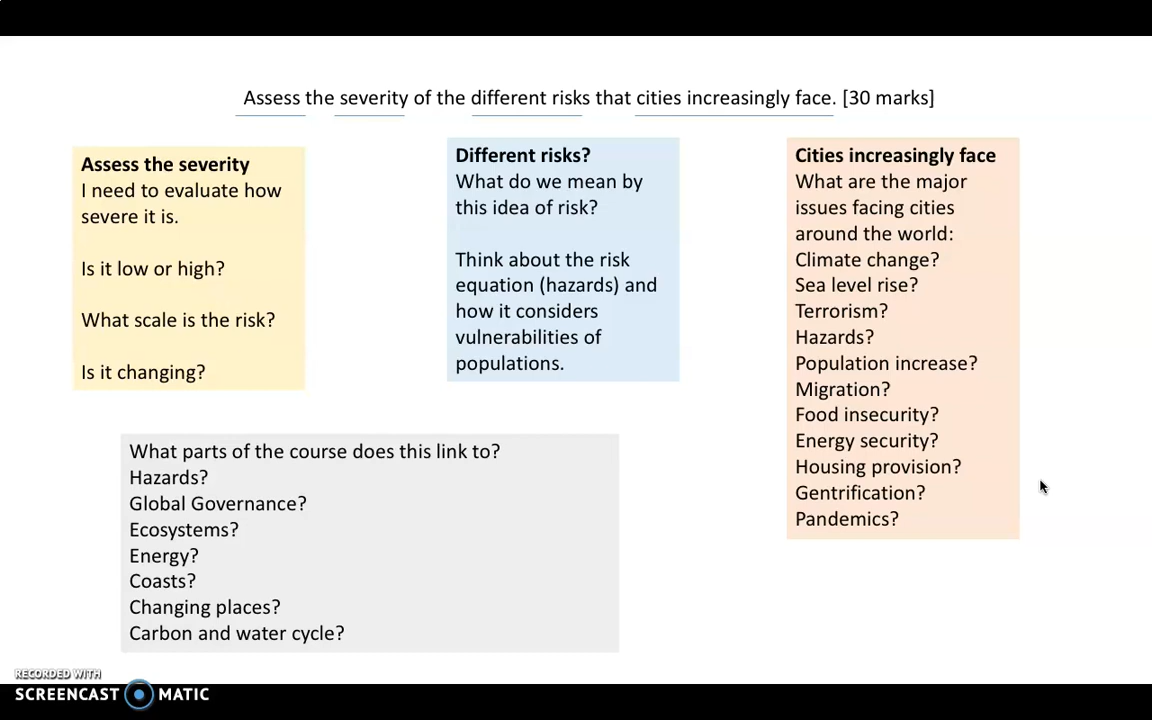 Assess the severity of the different risks that cities increasingly face. [30 marks]
Assess the severity
I need to evaluate how
severe it is.
Is it low or high?
What scale is the risk?
Is it changing?
Different risks?
What do we mean by
this idea of risk?
Think about the risk
equation (hazards) and
how it considers
vulnerabilities of
populations.
Cities increasingly face
What are the major
issues facing cities
around the world:
Climate change?
Sea level rise?
Terrorism?
Hazards?
Population increase?
Migration?
Food insecurity?
Energy security?
Housing provision?
Gentrification?
Pandemics?
What parts of the course does this link to?
Hazards?
Global Governance?
Ecosystems?
Energy?
Coasts?
Changing places?
Carbon and water cycle?
RECORDED WITH
SCREENCAST MATIC